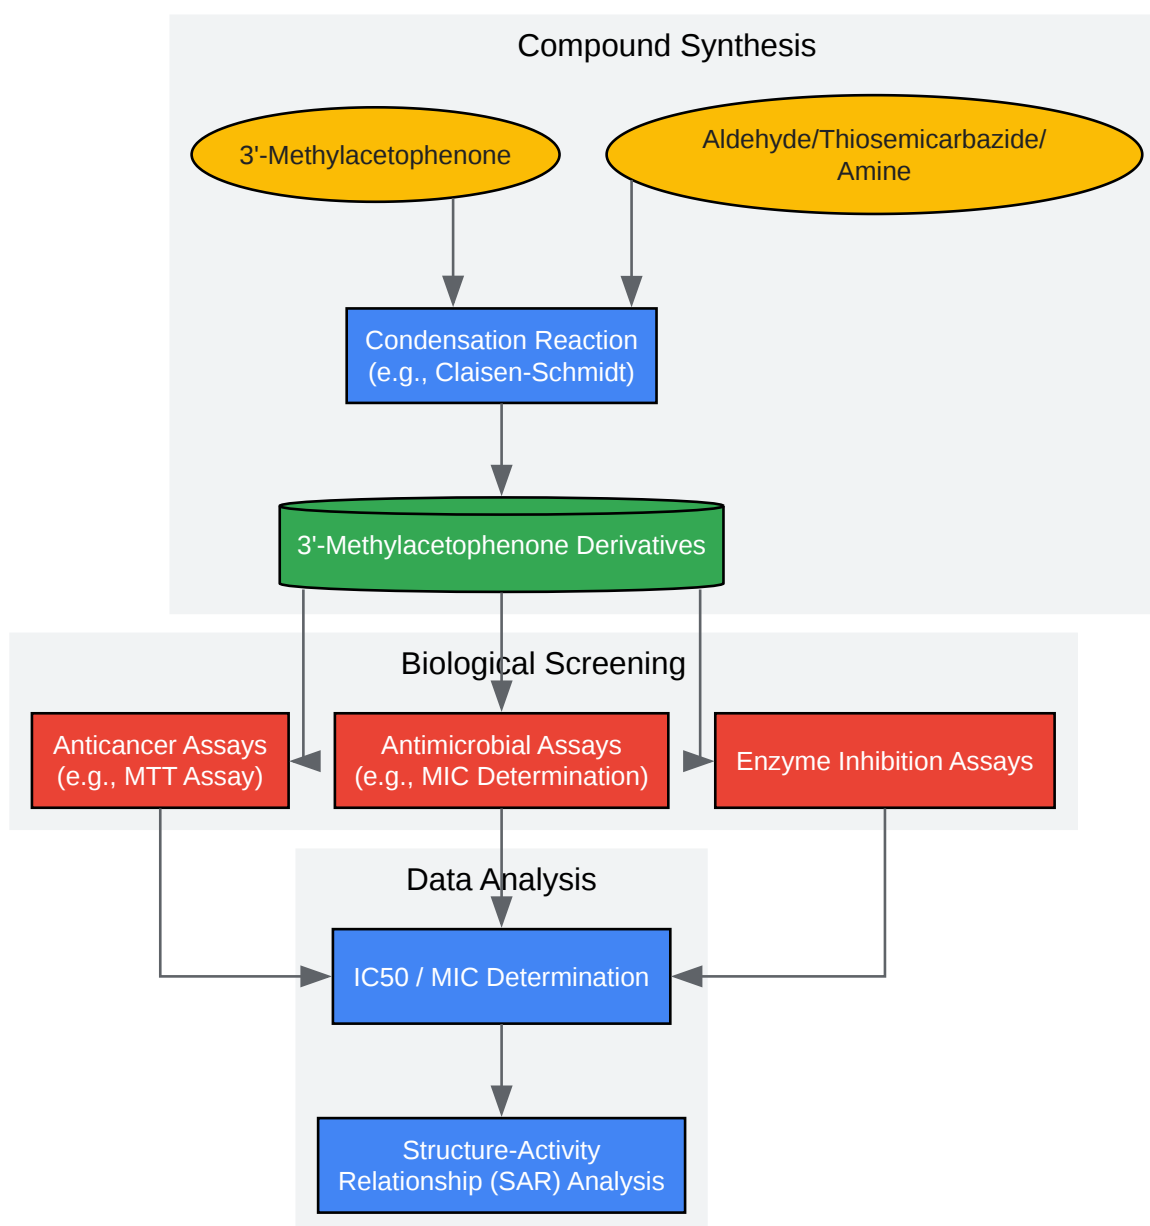 Compound Synthesis
3'-Methylacetophenone
Aldehyde/Thiosemicarbazide/
Amine
Condensation Reaction
(e.g., Claisen-Schmidt)
3'-Methylacetophenone Derivatives
Biological Screening
Anticancer Assays
(e.g., MTT Assay)
Antimicrobial Assays
(e.g., MIC Determination)
Enzyme Inhibition Assays
Data Analysis
IC50 / MIC Determination
Structure-Activity
Relationship (SAR) Analysis